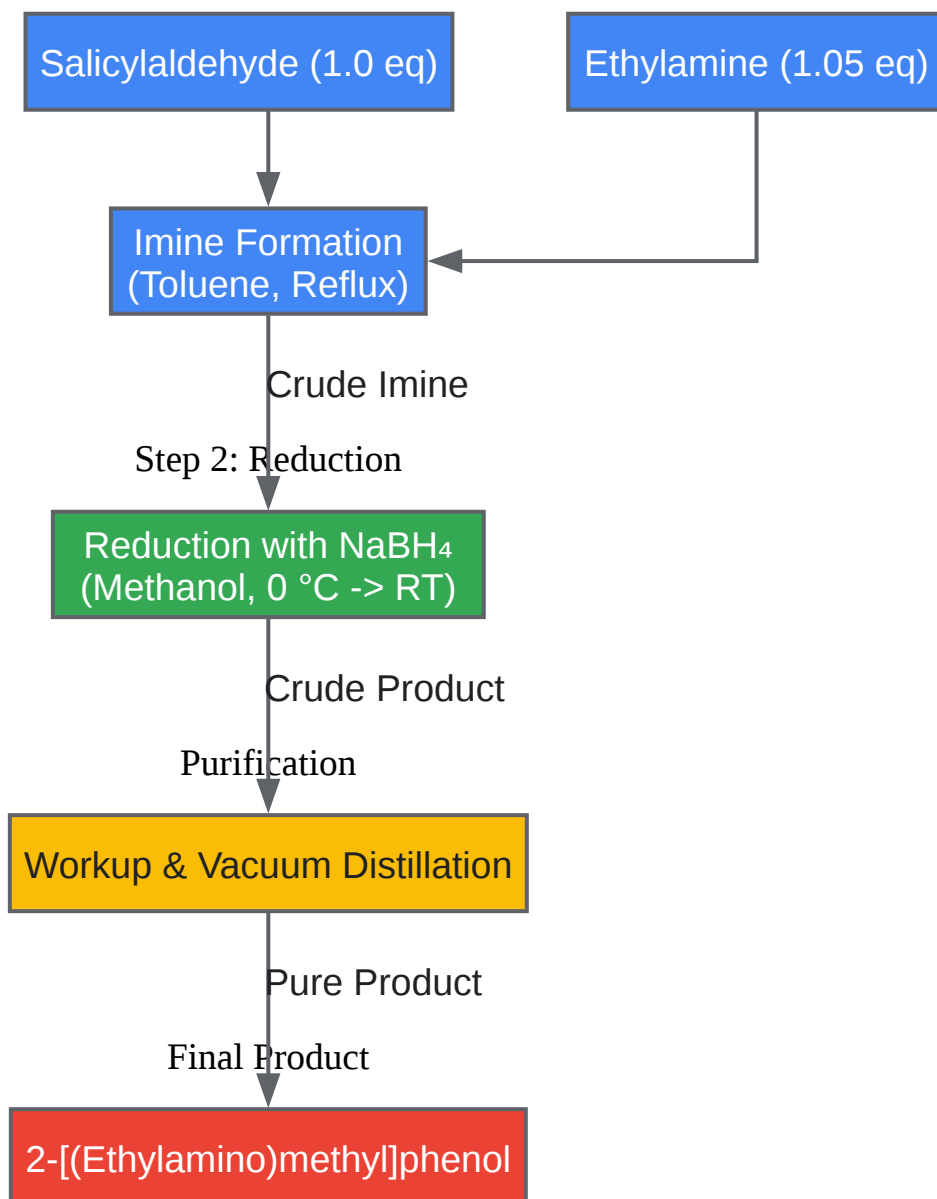 Salicylaldehyde (1.0 eq)
Ethylamine (1.05 eq)
Imine Formation
(Toluene, Reflux)
Crude Imine
Step 2: Reduction
Reduction with NaBH₄
(Methanol, 0 °C -> RT)
Crude Product
Purification
Workup & Vacuum Distillation
Pure Product
Final Product
2-[(Ethylamino)methyl]phenol